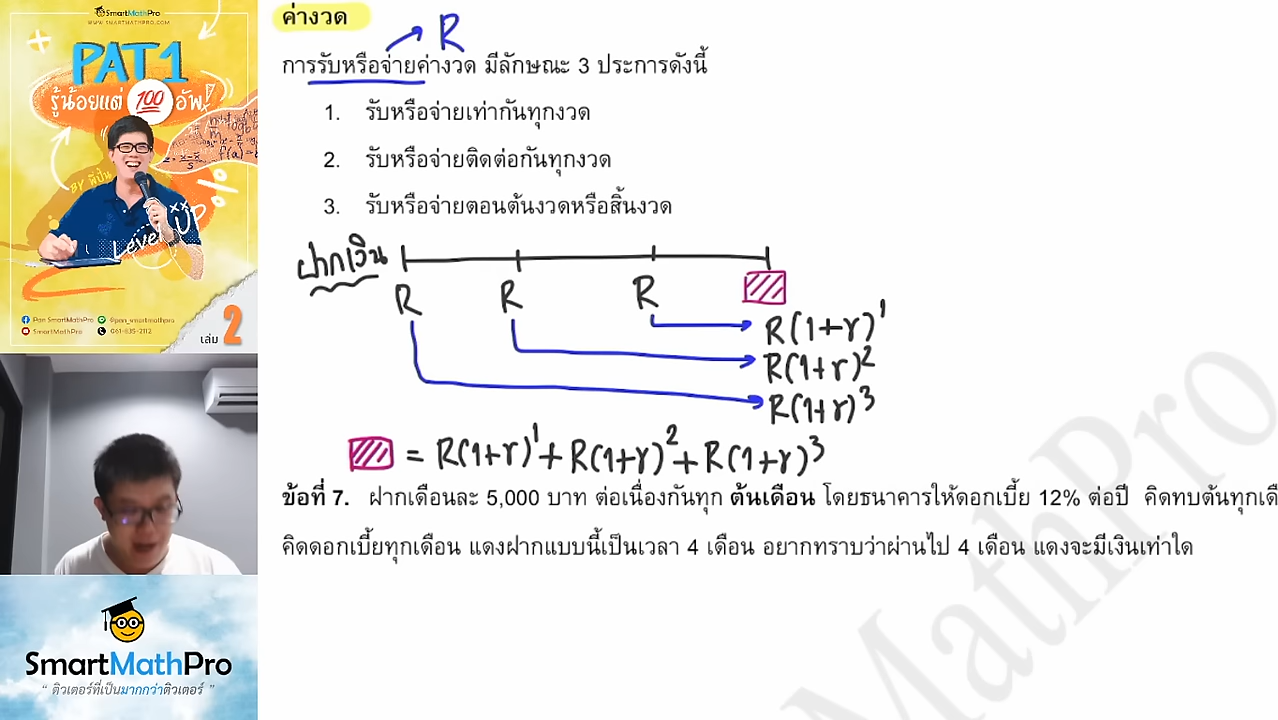 SmartMathPro
WWW.SMARTMATHPRO.COM
PAT1
รู้น้อยแต่ 100 อัพ!
BY พี่ปั้น
Level UP
Pan SmartMathPro
@pan_smartmathpro
SmartMathPro
061-835-2112
เล่ม 2
SmartMathPro
“ ติวเตอร์ที่เป็นมากกว่าติวเตอร์ ”
ค่างวด
R
การรับหรือจ่ายค่างวด มีลักษณะ 3 ประการดังนี้
1. รับหรือจ่ายเท่ากันทุกงวด
2. รับหรือจ่ายติดต่อกันทุกงวด
3. รับหรือจ่ายตอนต้นงวดหรือสิ้นงวด
ฝากเงิน
R R R
R(1+r)¹
R(1+r)²
R(1+r)³
= R(1+r)¹+R(1+r)²+R(1+r)³
ข้อที่ 7. ฝากเดือนละ 5,000 บาท ต่อเนื่องกันทุก ต้นเดือน โดยธนาคารให้ดอกเบี้ย 12% ต่อปี คิดทบต้นทุกเดื
คิดดอกเบี้ยทุกเดือน แดงฝากแบบนี้เป็นเวลา 4 เดือน อยากทราบว่าผ่านไป 4 เดือน แดงจะมีเงินเท่าใด
MathPro